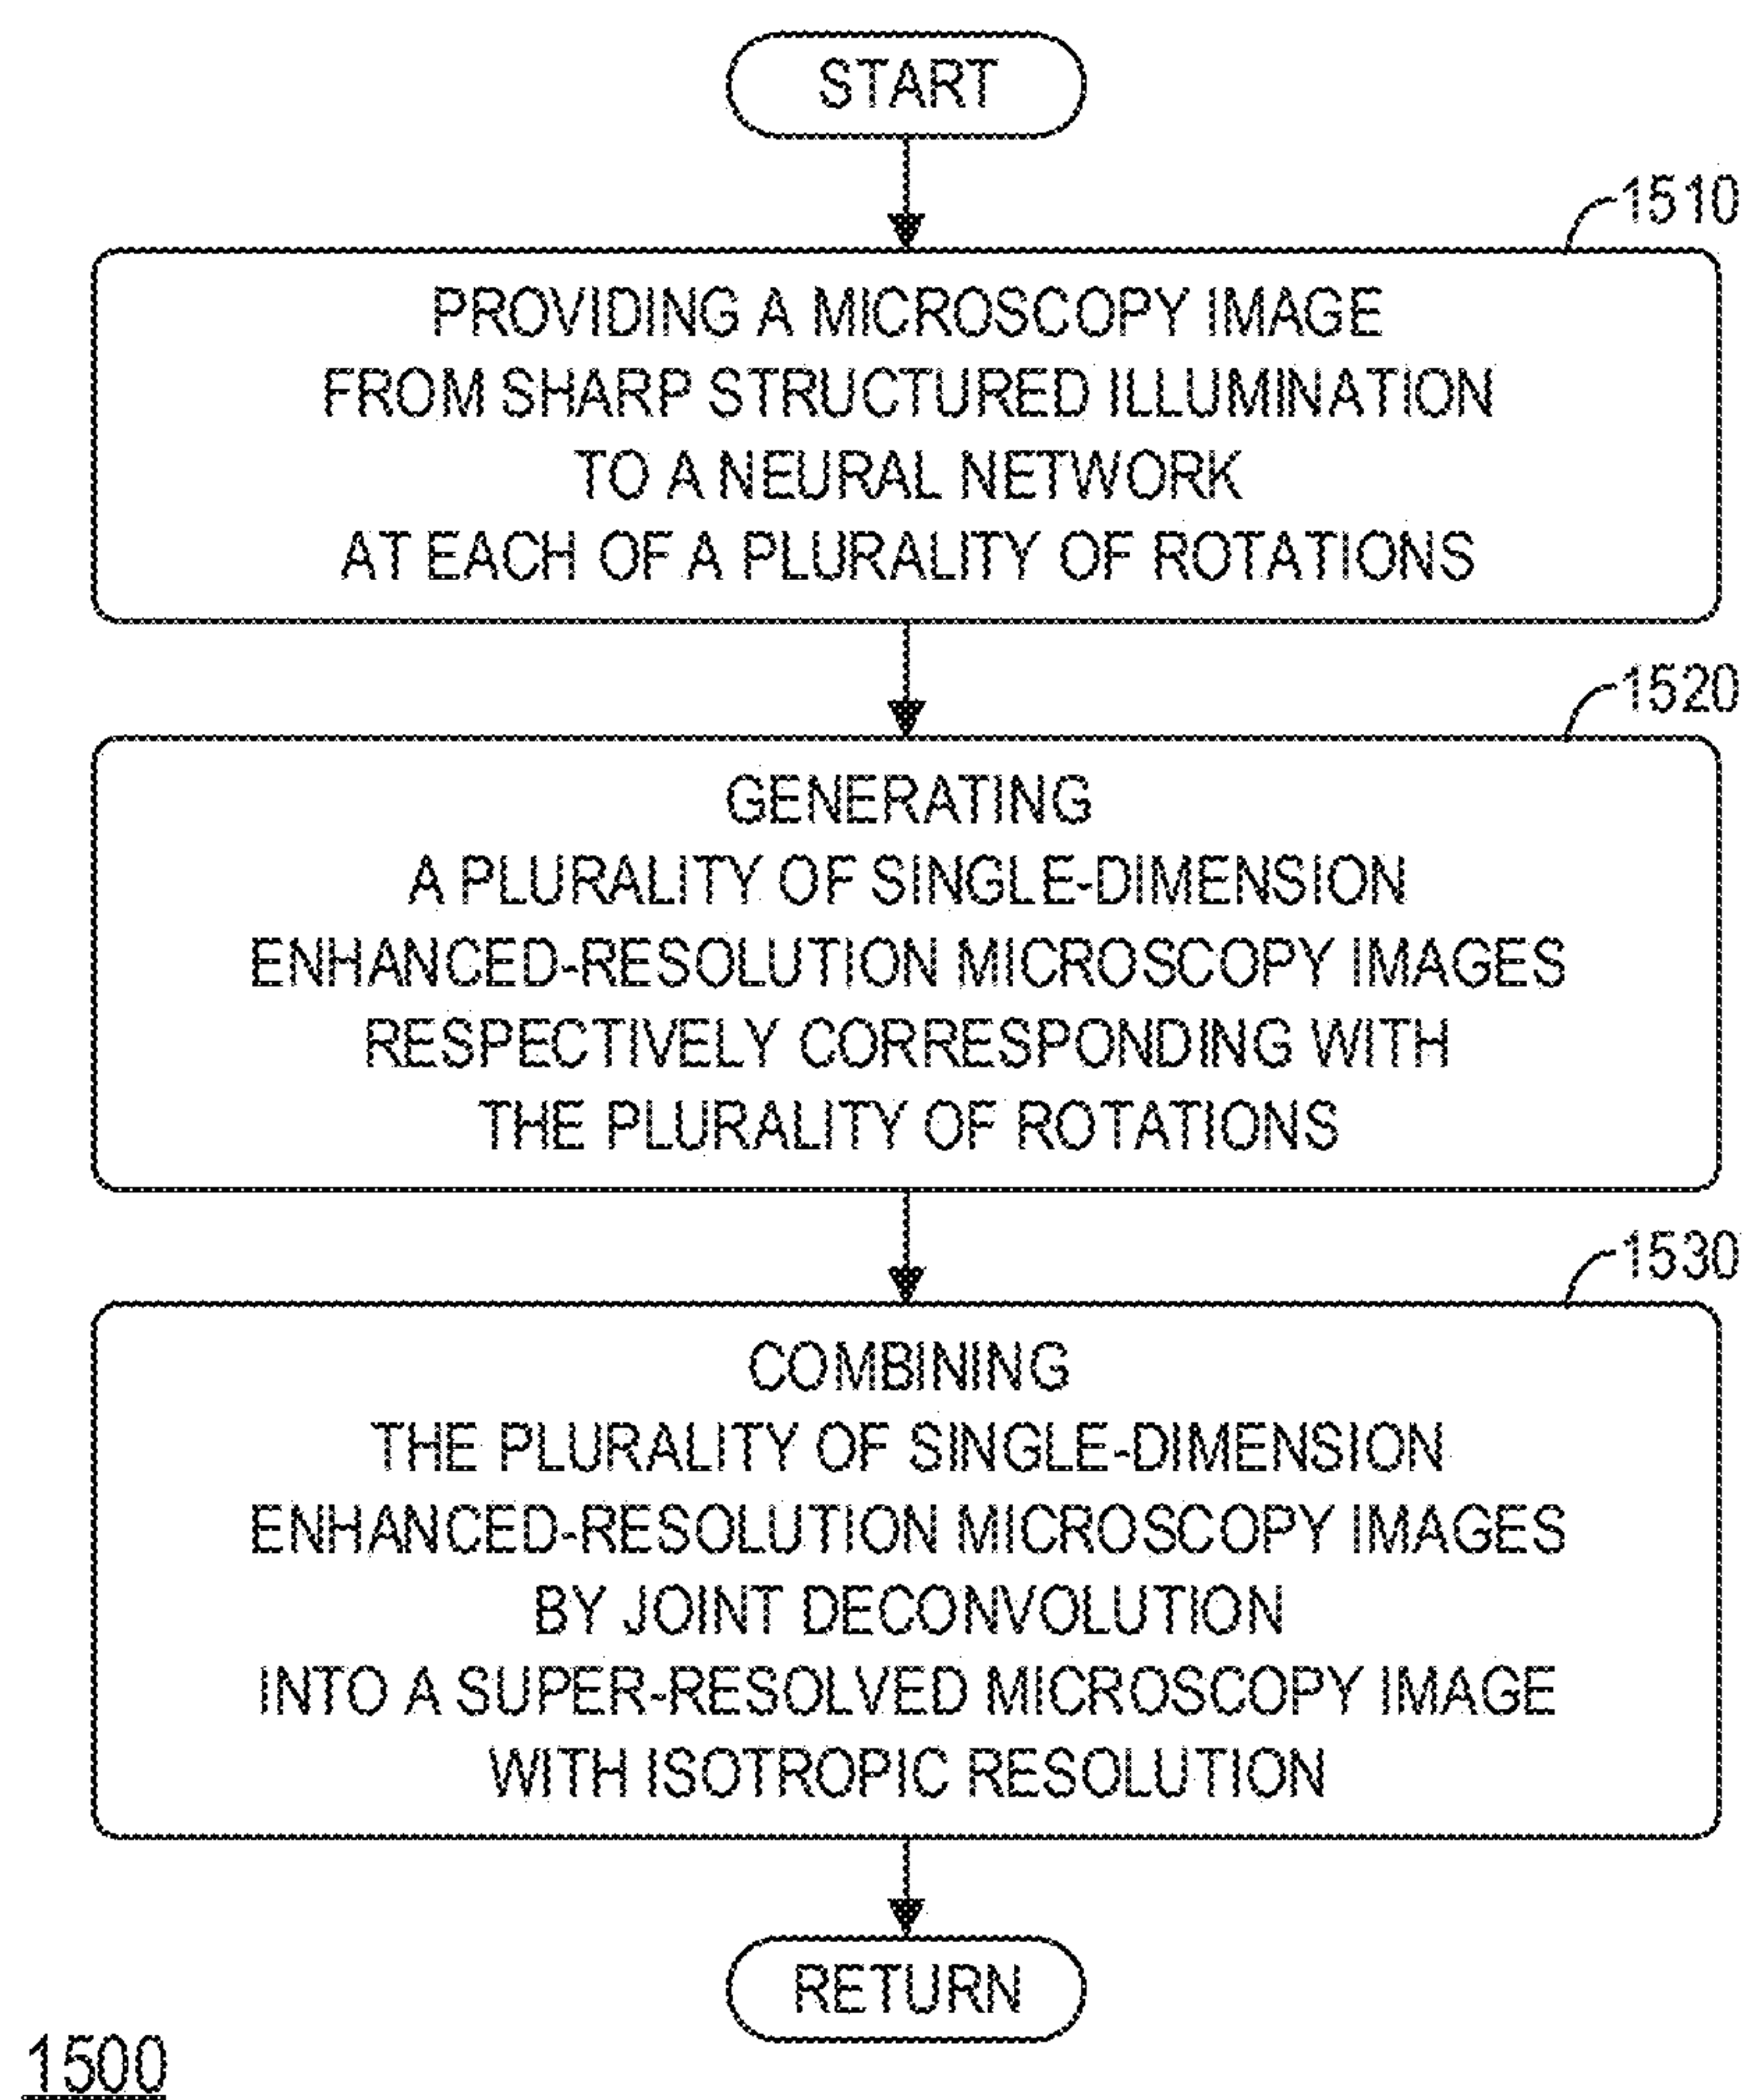 START
1510
PROVIDING A MICROSCOPY IMAGE
FROM SHARP STRUCTURED ILLUMINATION
TO A NEURAL NETWORK
AT EACH OF A PLURALITY OF ROTATIONS
1520
GENERATING
A PLURALITY OF SINGLE-DIMENSION
ENHANCED-RESOLUTION MICROSCOPY IMAGES
RESPECTIVELY CORRESPONDING WITH
THE PLURALITY OF ROTATIONS
1530
COMBINING
THE PLURALITY OF SINGLE-DIMENSION
ENHANCED-RESOLUTION MICROSCOPY IMAGES
BY JOINT DECONVOLUTION
INTO A SUPER-RESOLVED MICROSCOPY IMAGE
WITH ISOTROPIC RESOLUTION
RETURN
1500